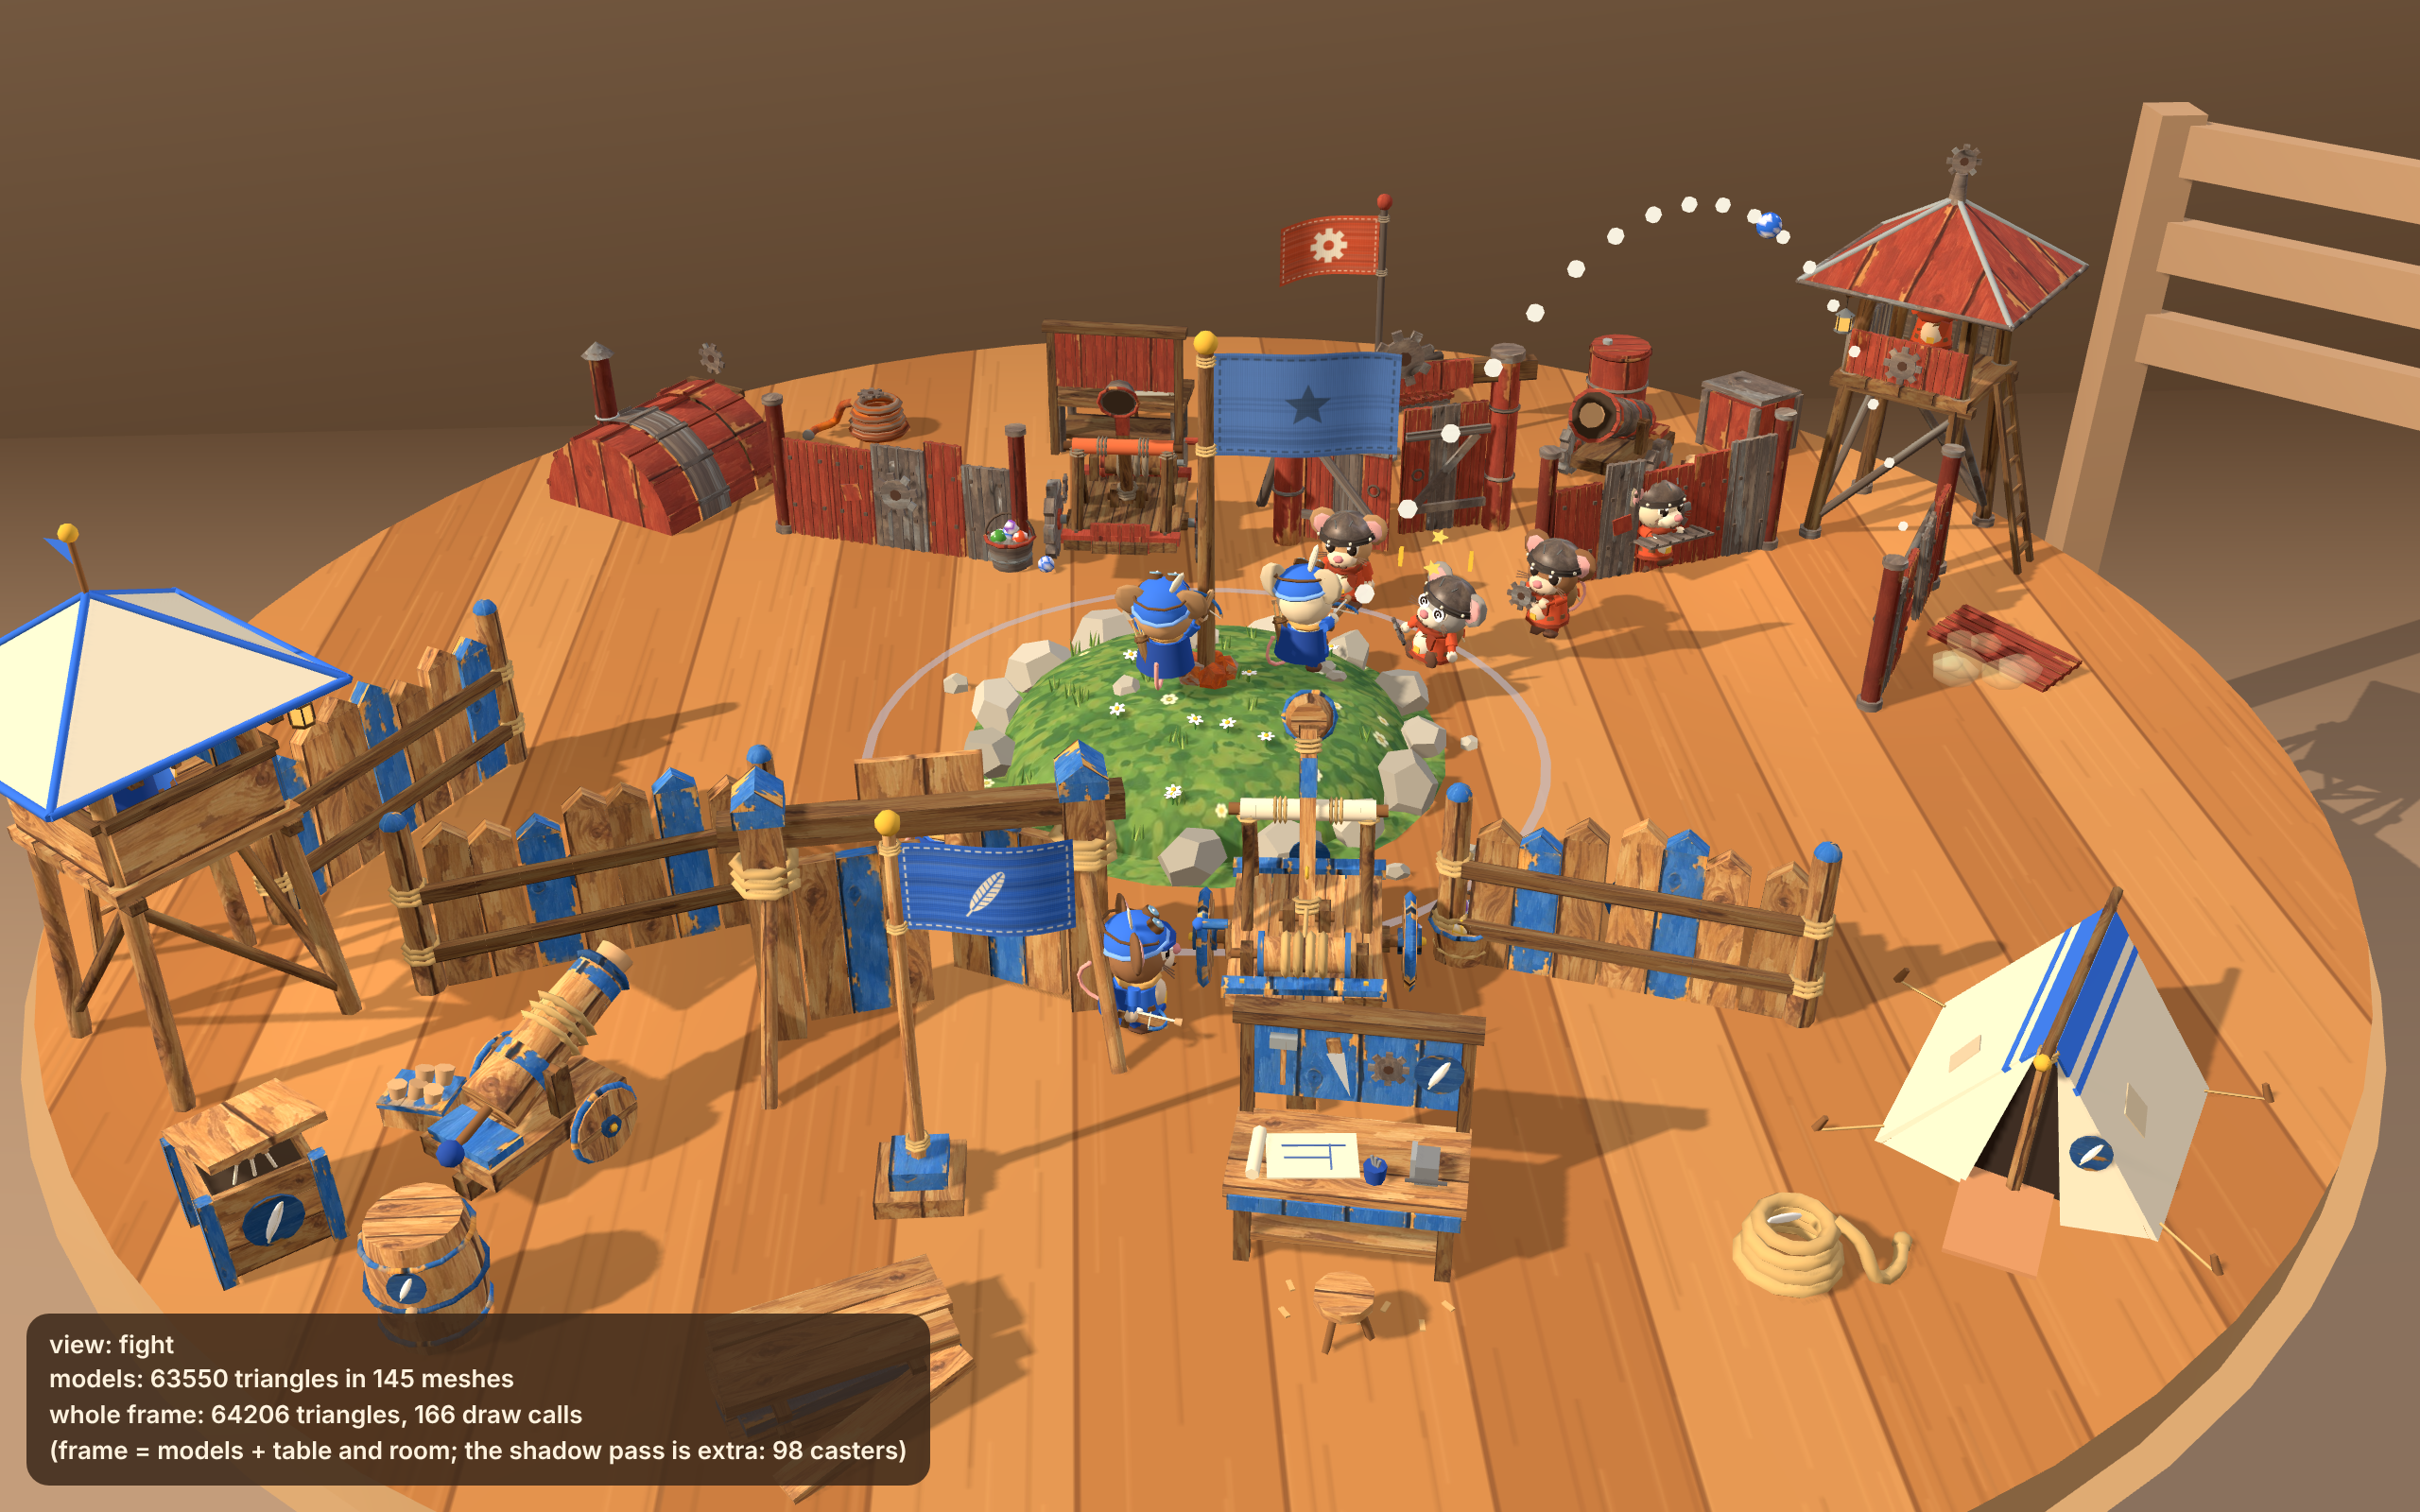 view: fight
models: 63550 triangles in 145 meshes
whole frame: 64206 triangles, 166 draw calls
(frame = models + table and room; the shadow pass is extra: 98 casters)